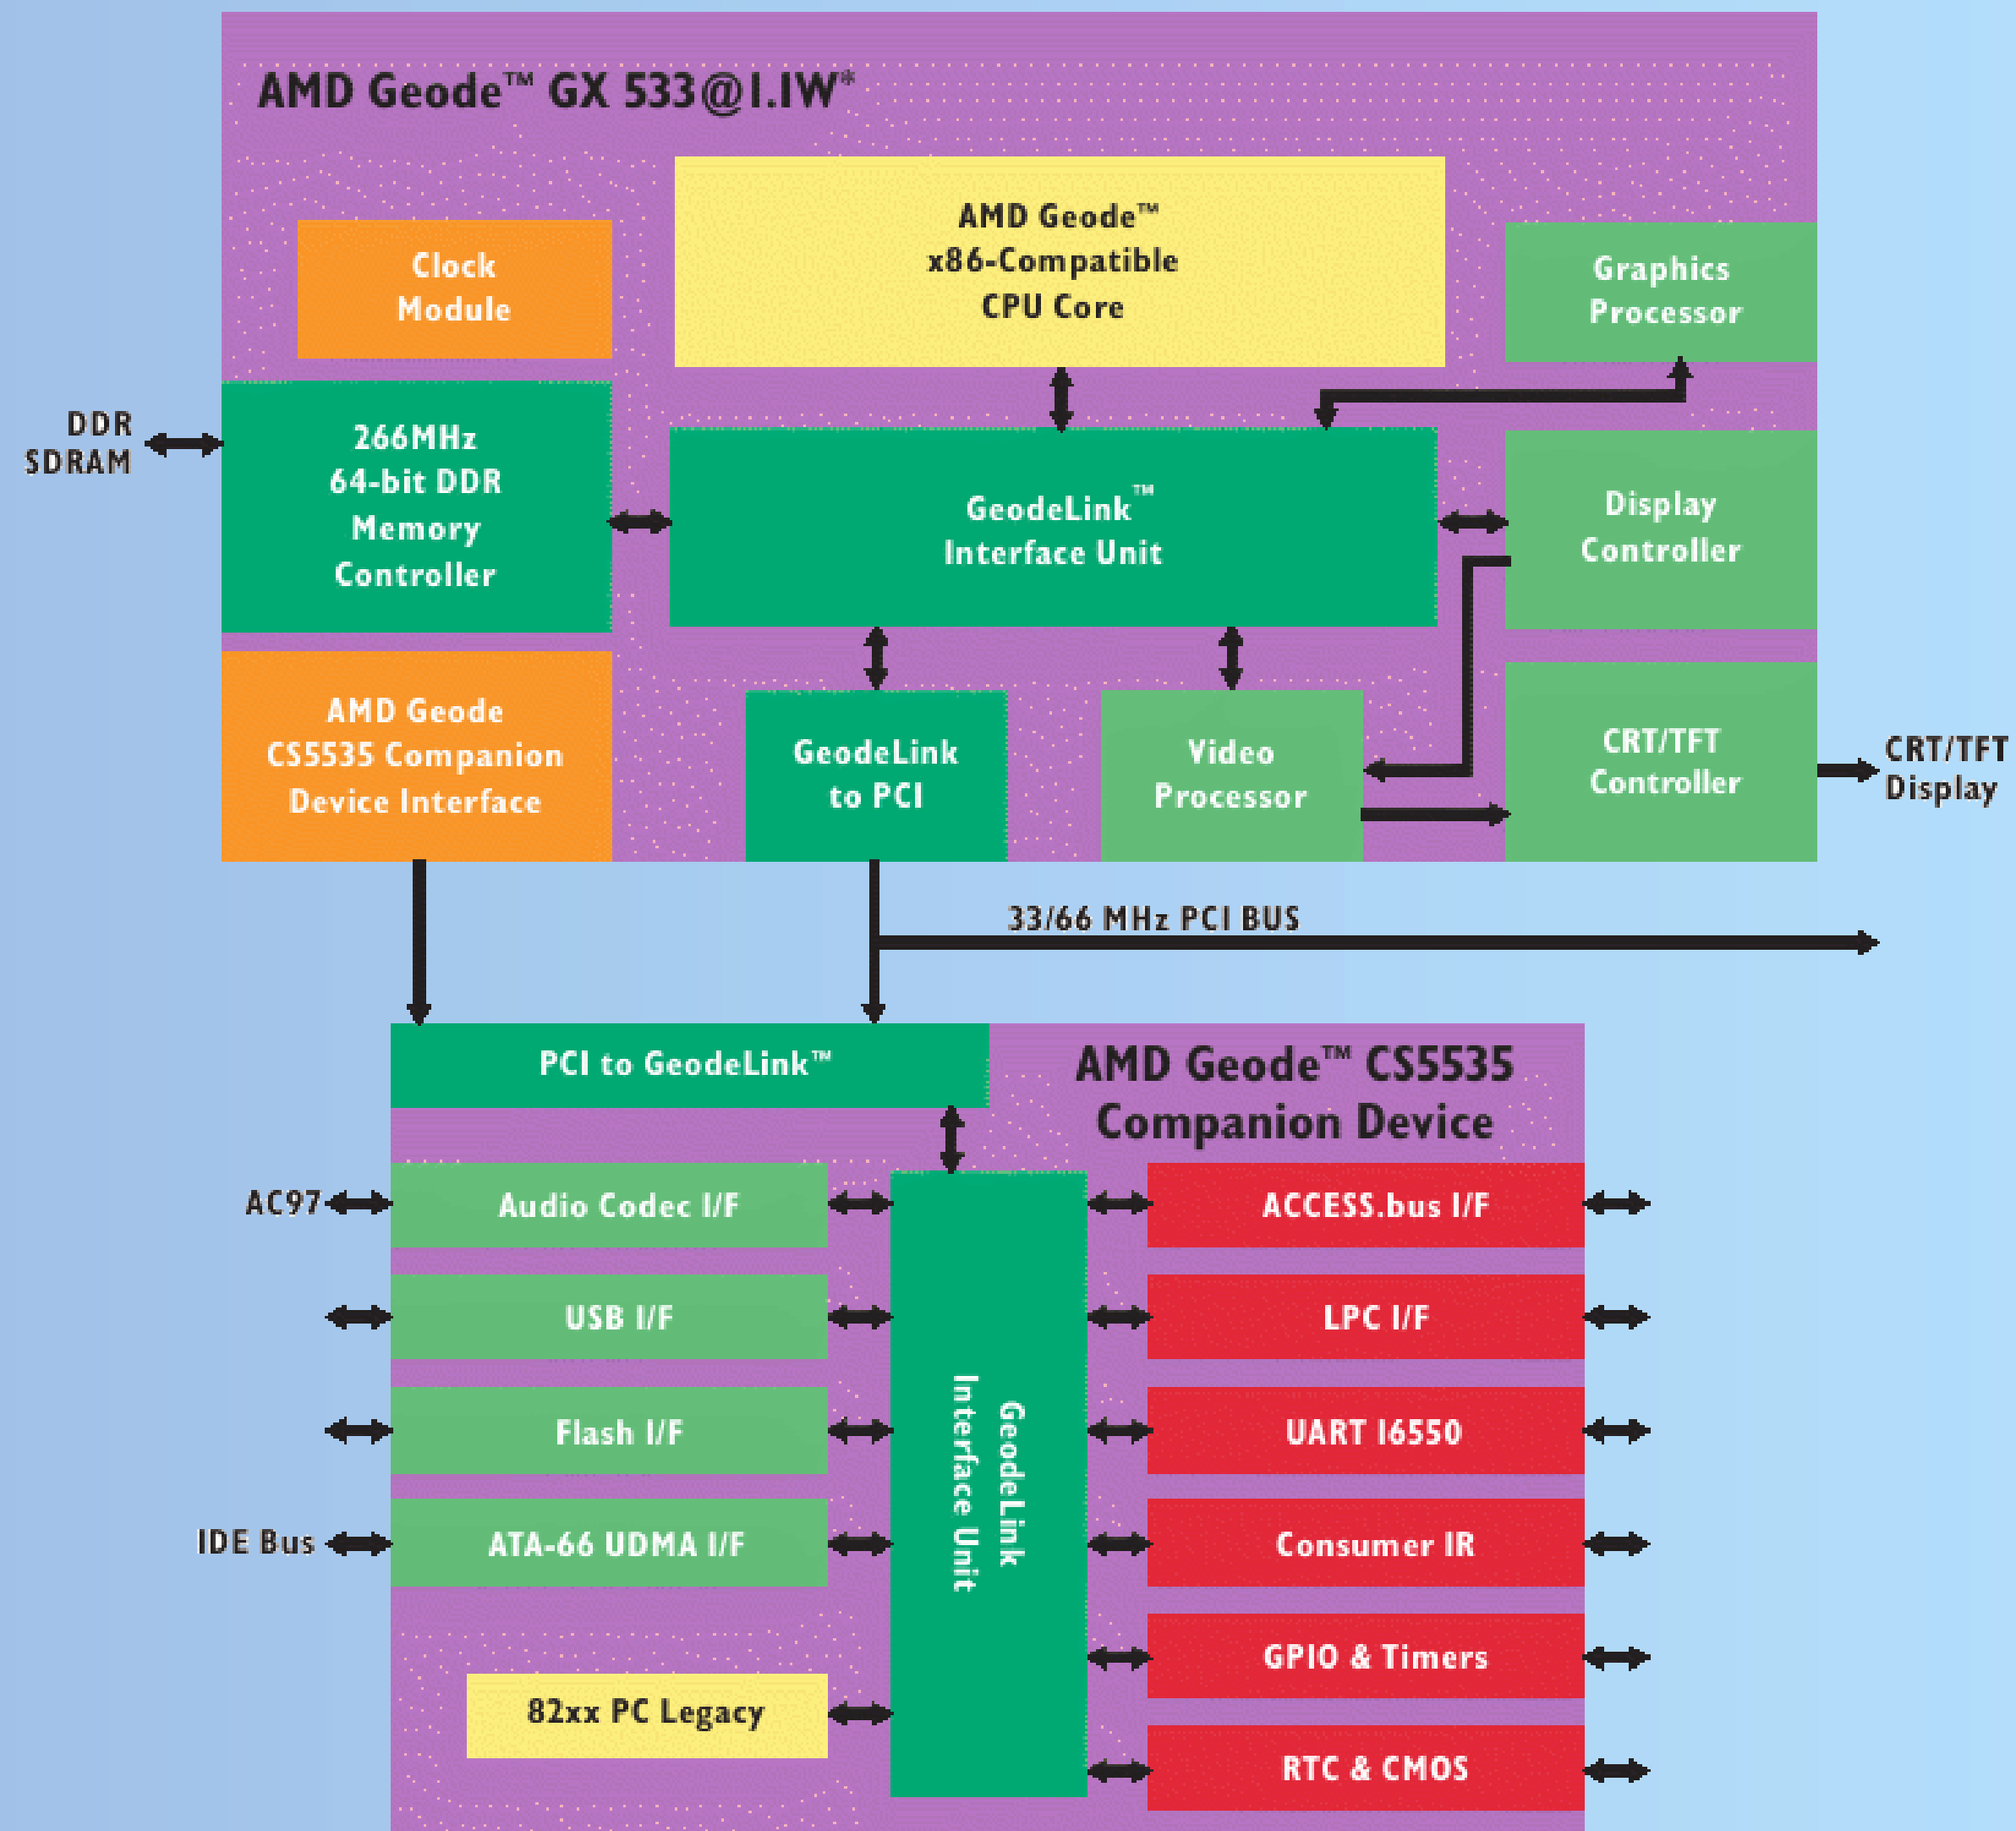 AMD Geode™ GX 533@1.1W*
AMD Geode™
x86-Compatible
CPU Core
Clock
Module
Graphics
Processor
DDR
SDRAM
266MHz
64-bit DDR
Memory
Controller
GeodeLink™
Interface Unit
Display
Controller
AMD Geode
CS5535 Companion
Device Interface
GeodeLink
to PCI
Video
Processor
CRT/TFT
Controller
CRT/TFT
Display
33/66 MHz PCI BUS
PCI to GeodeLink™
AMD Geode™ CS5535
Companion Device
AC97
Audio Codec I/F
USB I/F
Flash I/F
IDE Bus
ATA-66 UDMA I/F
82xx PC Legacy
GeodeLink
Interface Unit
ACCESS.bus I/F
LPC I/F
UART 16550
Consumer IR
GPIO & Timers
RTC & CMOS